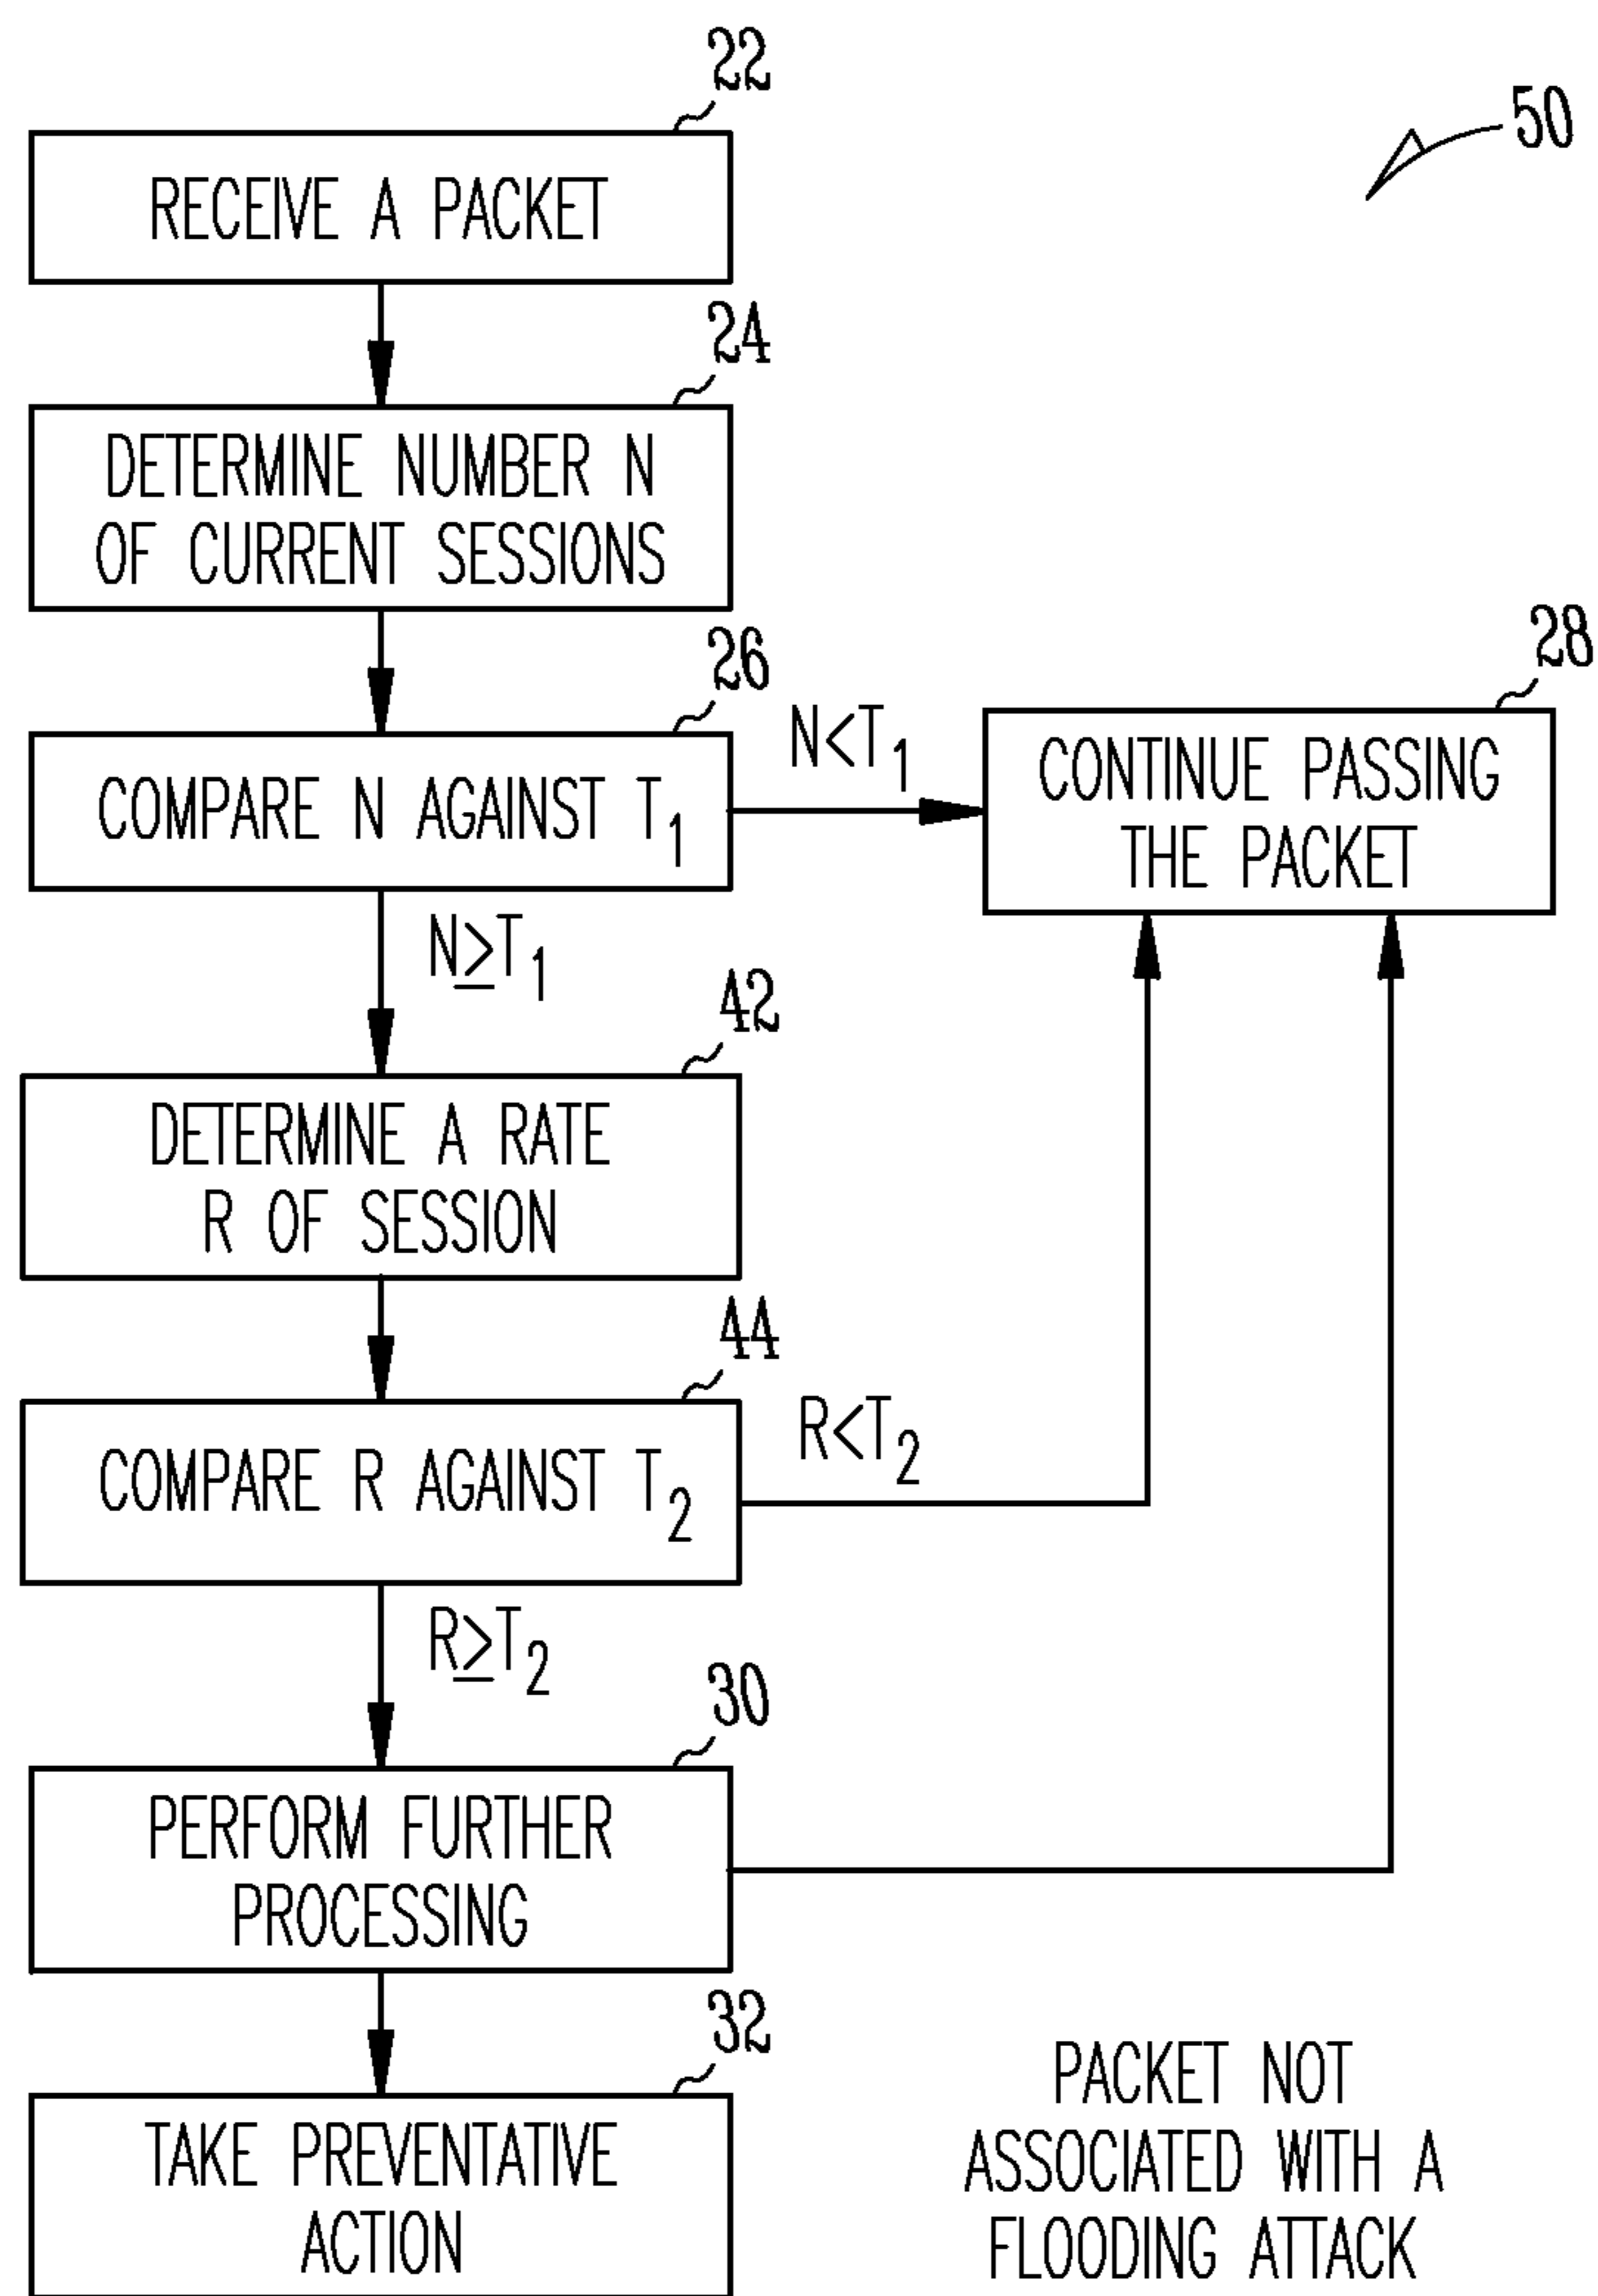 22
50
RECEIVE A PACKET
24
DETERMINE NUMBER N
OF CURRENT SESSIONS
26
28
N<T₁
COMPARE N AGAINST T₁
CONTINUE PASSING
THE PACKET
N≥T₁
42
DETERMINE A RATE
R OF SESSION
44
R<T₂
COMPARE R AGAINST T₂
R≥T₂
30
PERFORM FURTHER
PROCESSING
32
TAKE PREVENTATIVE
ACTION
PACKET NOT
ASSOCIATED WITH A
FLOODING ATTACK